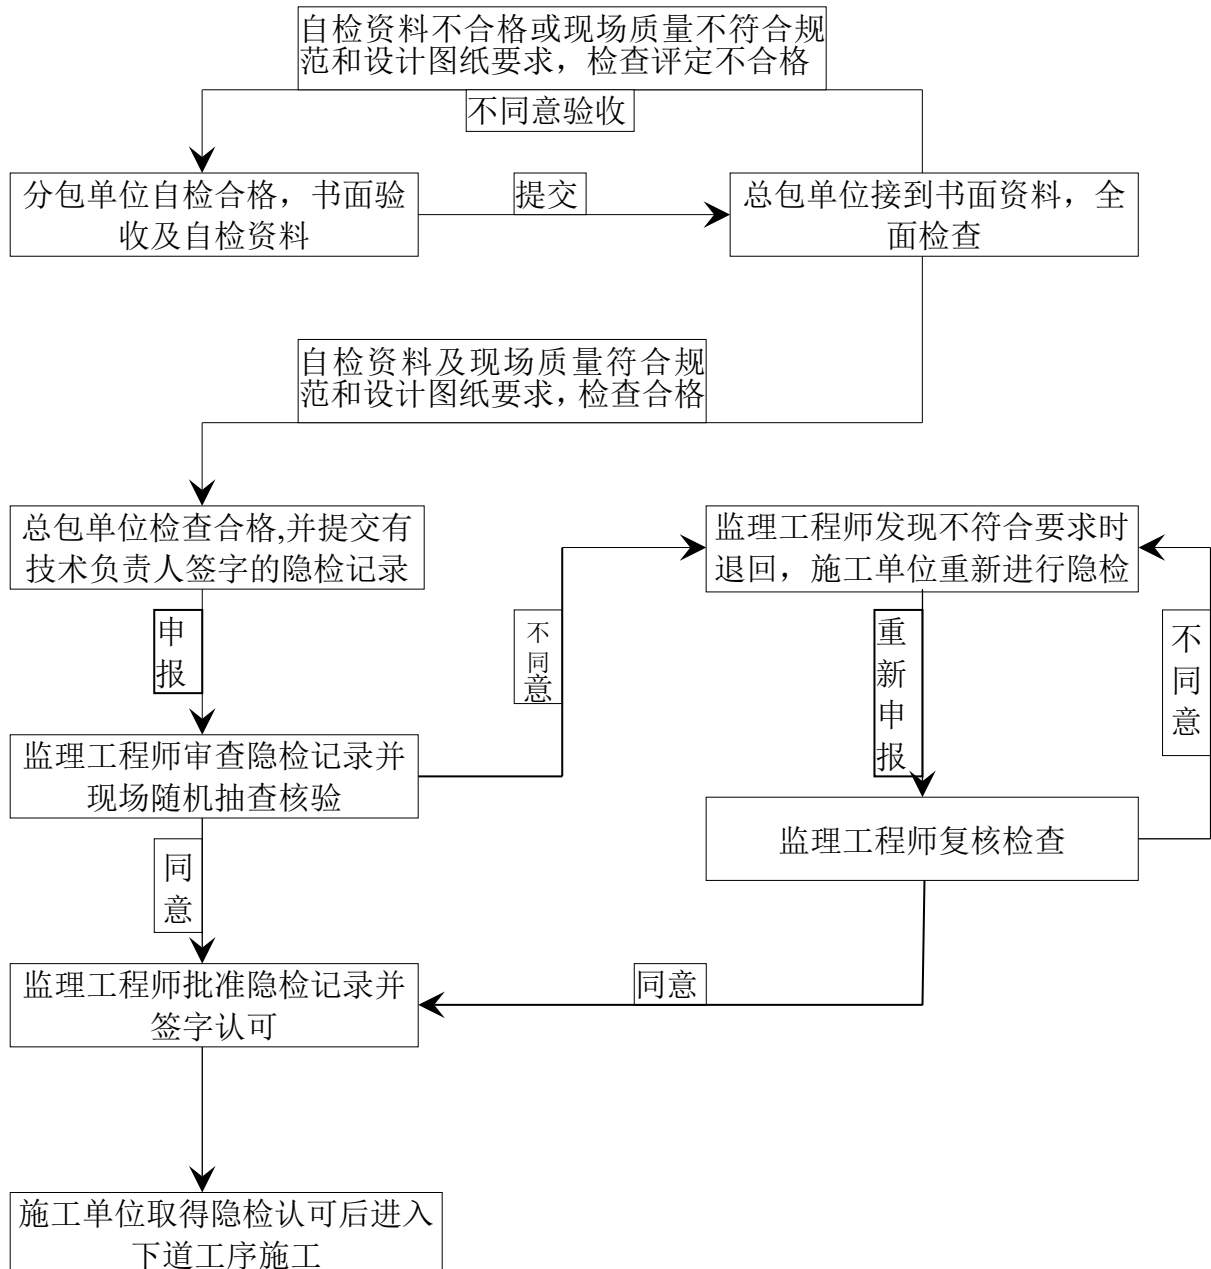 自检资料不合格或现场质量不符合规
范和设计图纸要求，检查评定不合格
不同意验收
分包单位自检合格，书面验
收及自检资料
提交
总包单位接到书面资料，全
面检查
自检资料及现场质量符合规
范和设计图纸要求，检查合格
总包单位检查合格,并提交有
技术负责人签字的隐检记录
监理工程师发现不符合要求时
退回，施工单位重新进行隐检
申
报
不
同
意
重
新
申
报
不
同
意
监理工程师审查隐检记录并
现场随机抽查核验
监理工程师复核检查
同
意
监理工程师批准隐检记录并
签字认可
同意
施工单位取得隐检认可后进入
下道工序施工